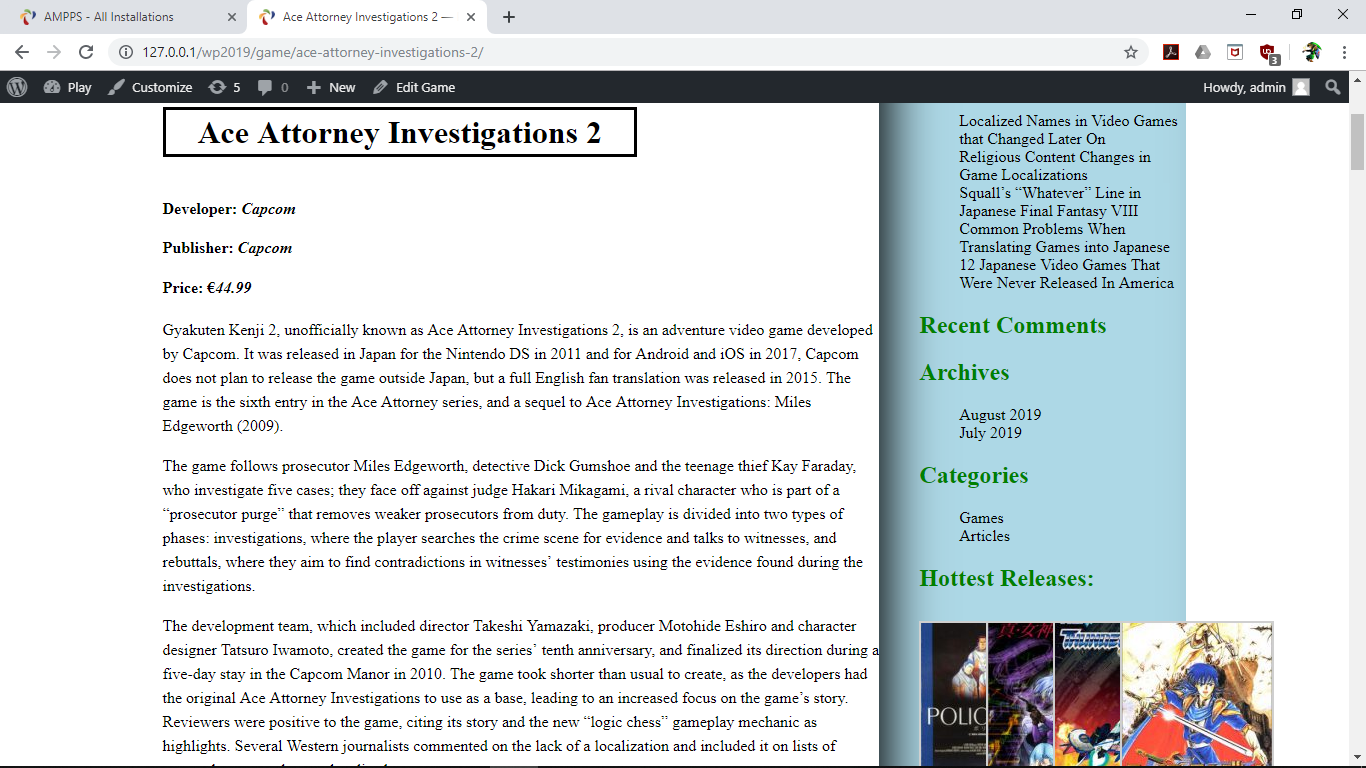 AMPPS - All Installations
Ace Attorney Investigations 2 —
127.0.0.1/wp2019/game/ace-attorney-investigations-2/
3
Play Customize 5 0 New Edit Game Howdy, admin
Ace Attorney Investigations 2
Developer: Capcom
Publisher: Capcom
Price: €44.99
Gyakuten Kenji 2, unofficially known as Ace Attorney Investigations 2, is an adventure video game developed
by Capcom. It was released in Japan for the Nintendo DS in 2011 and for Android and iOS in 2017, Capcom
does not plan to release the game outside Japan, but a full English fan translation was released in 2015. The
game is the sixth entry in the Ace Attorney series, and a sequel to Ace Attorney Investigations: Miles
Edgeworth (2009).
The game follows prosecutor Miles Edgeworth, detective Dick Gumshoe and the teenage thief Kay Faraday,
who investigate five cases; they face off against judge Hakari Mikagami, a rival character who is part of a
“prosecutor purge” that removes weaker prosecutors from duty. The gameplay is divided into two types of
phases: investigations, where the player searches the crime scene for evidence and talks to witnesses, and
rebuttals, where they aim to find contradictions in witnesses’ testimonies using the evidence found during the
investigations.
The development team, which included director Takeshi Yamazaki, producer Motohide Eshiro and character
designer Tatsuro Iwamoto, created the game for the series’ tenth anniversary, and finalized its direction during a
five-day stay in the Capcom Manor in 2010. The game took shorter than usual to create, as the developers had
the original Ace Attorney Investigations to use as a base, leading to an increased focus on the game’s story.
Reviewers were positive to the game, citing its story and the new “logic chess” gameplay mechanic as
highlights. Several Western journalists commented on the lack of a localization and included it on lists of
Localized Names in Video Games
that Changed Later On
Religious Content Changes in
Game Localizations
Squall’s “Whatever” Line in
Japanese Final Fantasy VIII
Common Problems When
Translating Games into Japanese
12 Japanese Video Games That
Were Never Released In America
Recent Comments
Archives
August 2019
July 2019
Categories
Games
Articles
Hottest Releases:
POLIC
真・女神
THUNDE